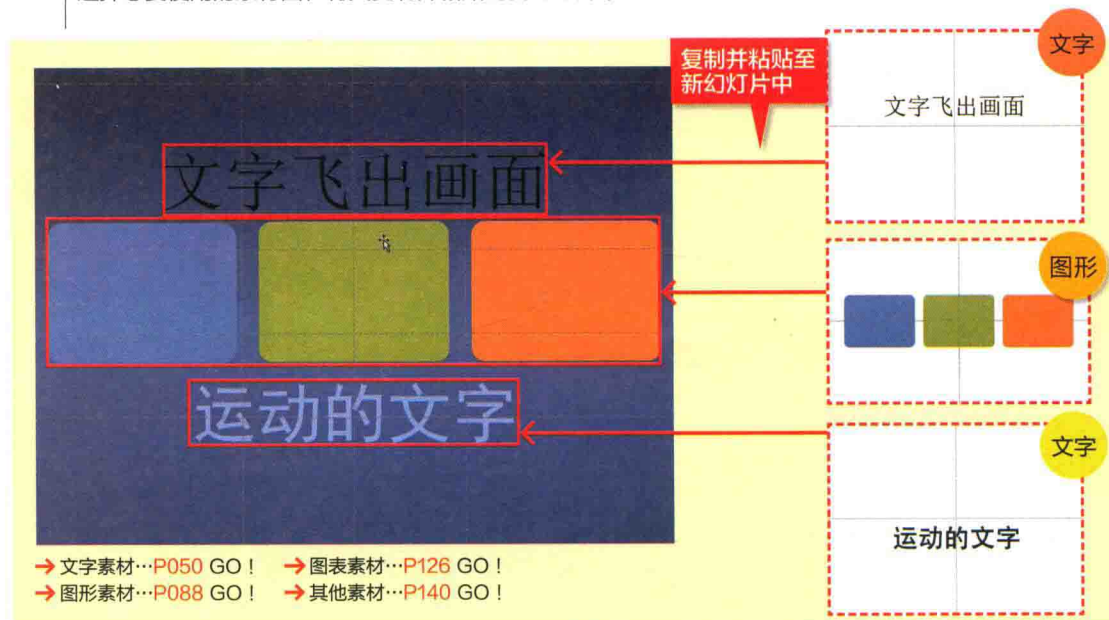 复制并粘贴至
新幻灯片中
文字
文字飞出画面
文字飞出画面
图形
运动的文字
文字
运动的文字
→ 文字素材…P050 GO！ → 图表素材…P126 GO！
→ 图形素材…P088 GO！ → 其他素材…P140 GO！